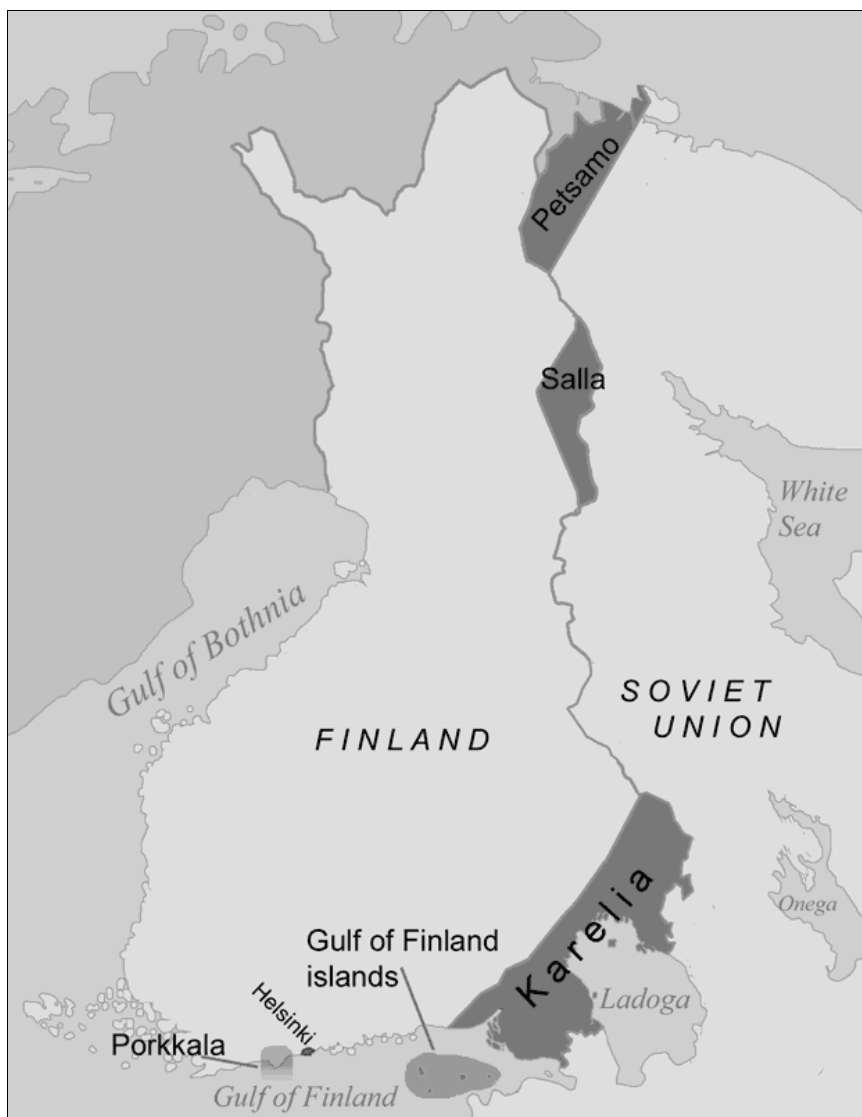 Petsamo
Salla
White
Sea
Gulf of Bothnia
SOVIET
UNION
FINLAND
Karelia
Onega
Gulf of Finland
islands
Ladoga
Helsinki
Porkkala
Gulf of Finland